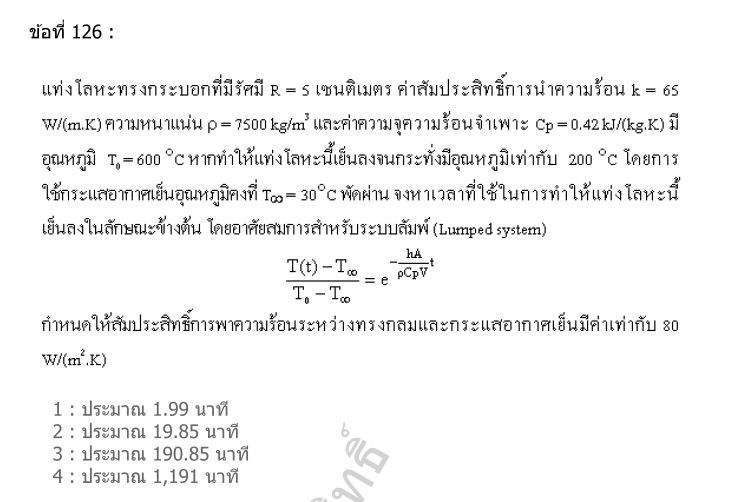 ข้อที่ 126 :
แท่งโลหะทรงกระบอกที่มีรัศมี R = 5 เซนติเมตร ค่าสัมประสิทธิ์การนำความร้อน k = 65
W/(m.K) ความหนาแน่น ρ = 7500 kg/m³ และค่าความจุความร้อนจำเพาะ Cp = 0.42 kJ/(kg.K) มี
อุณหภูมิ T₀ = 600 °C หากทำให้แท่งโลหะนี้เย็นลงจนกระทั่งมีอุณหภูมิเท่ากับ 200 °C โดยการ
ใช้กระแสอากาศเย็นอุณหภูมิคงที่ T∞ = 30°C พัดผ่าน จงหาเวลาที่ใช้ในการทำให้แท่งโลหะนี้
เย็นลงในลักษณะข้างต้น โดยอาศัยสมการสำหรับระบบลัมพ์ (Lumped system)
(T(t) − T∞)/(T₀ − T∞) = e^(−(hA/ρCpV)t)
กำหนดให้สัมประสิทธิ์การพาความร้อนระหว่างทรงกลมและกระแสอากาศเย็นมีค่าเท่ากับ 80
W/(m².K)
1 : ประมาณ 1.99 นาที
2 : ประมาณ 19.85 นาที
3 : ประมาณ 190.85 นาที
4 : ประมาณ 1,191 นาที